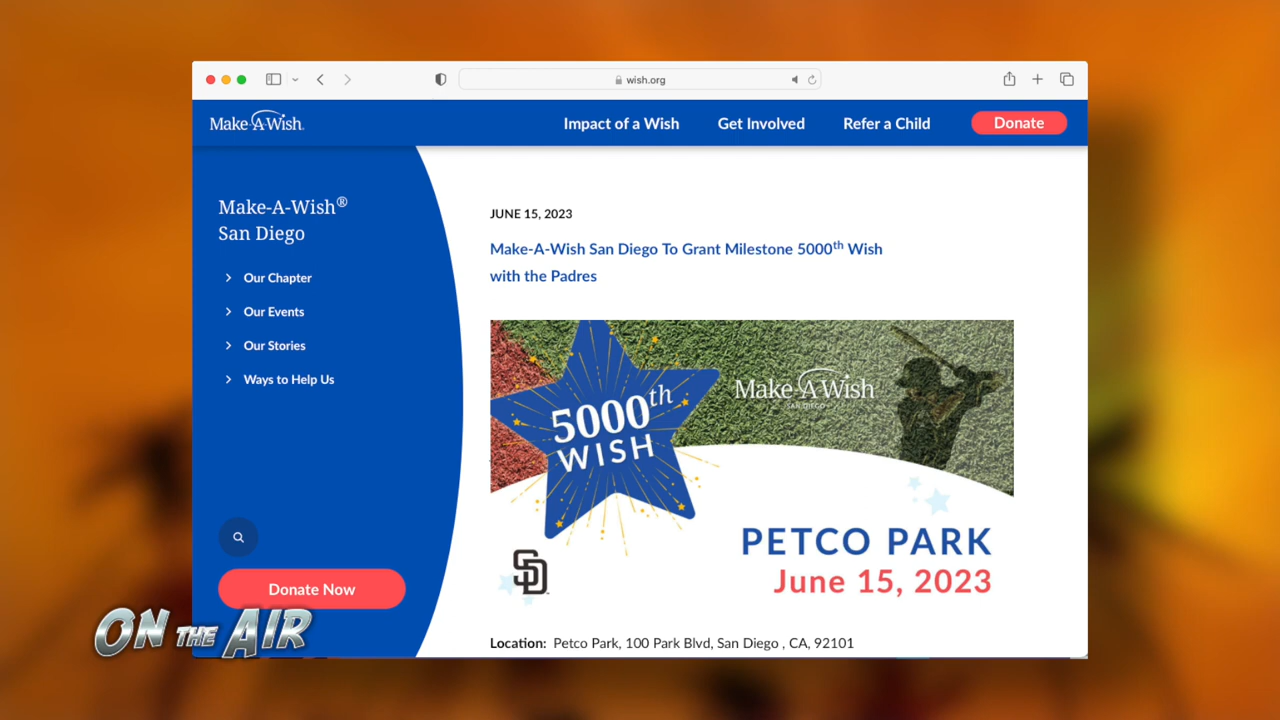 wish.org
Make-A-Wish.
Impact of a Wish
Get Involved
Refer a Child
Donate
Make-A-Wish®
San Diego
Our Chapter
Our Events
Our Stories
Ways to Help Us
Donate Now
JUNE 15, 2023
Make-A-Wish San Diego To Grant Milestone 5000th Wish
with the Padres
5000th
WISH
Make-A-Wish
SAN DIEGO
SD
PETCO PARK
June 15, 2023
Location: Petco Park, 100 Park Blvd, San Diego , CA, 92101
ON THE AIR